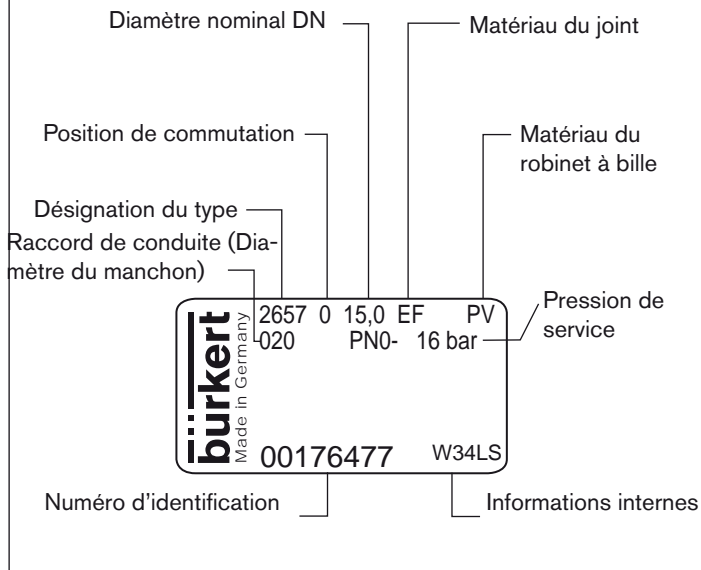 Diamètre nominal DN
Matériau du joint
Position de commutation
Matériau du
robinet à bille
Désignation du type
Raccord de conduite (Dia-
mètre du manchon)
Pression de
service
bürkert
Made in Germany
2657 0 15,0 EF PV
020 PN0- 16 bar
00176477 W34LS
Numéro d'identification
Informations internes